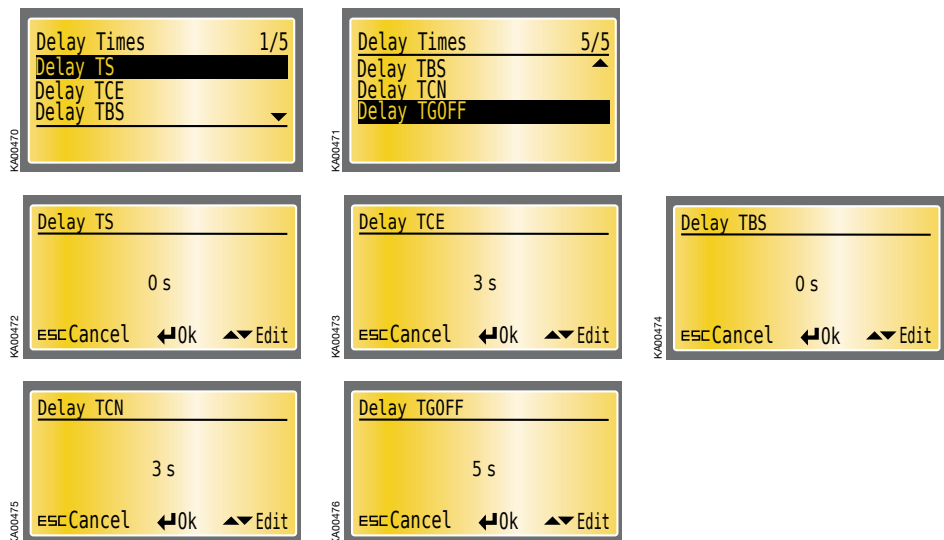 Delay Times 1/5
Delay TS
Delay TCE
Delay TBS
KA00470
Delay Times 5/5
Delay TBS
Delay TCN
Delay TGOFF
KA00471
Delay TS
0 s
ESC Cancel Ok Edit
KA00472
Delay TCE
3 s
ESC Cancel Ok Edit
KA00473
Delay TBS
0 s
ESC Cancel Ok Edit
KA00474
Delay TCN
3 s
ESC Cancel Ok Edit
KA00475
Delay TGOFF
5 s
ESC Cancel Ok Edit
KA00476